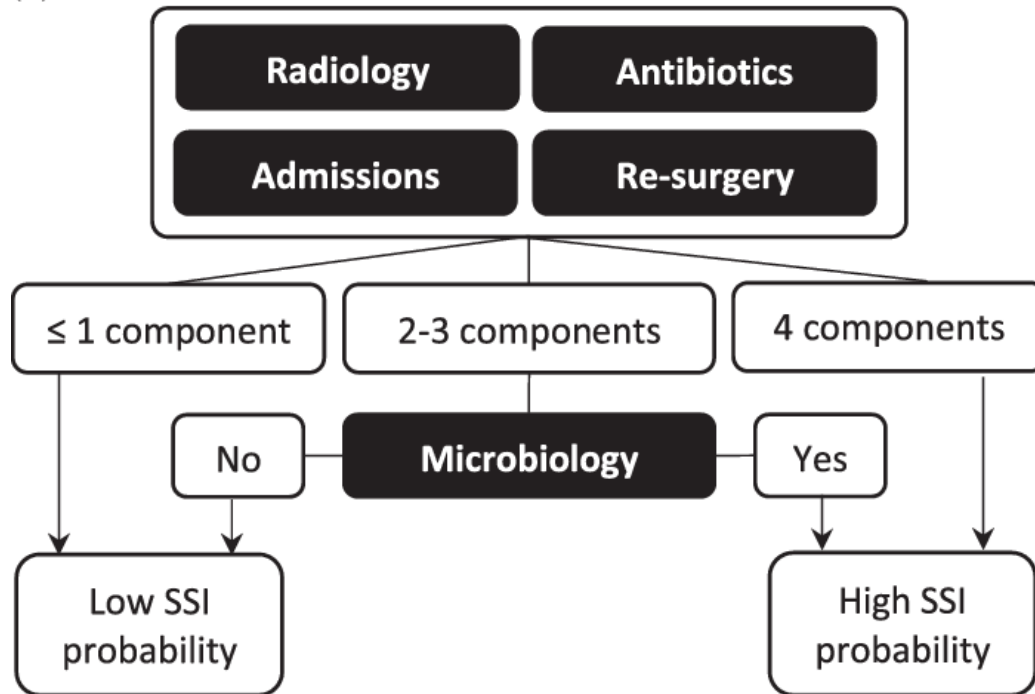 Radiology
Antibiotics
Admissions
Re-surgery
≤ 1 component
2-3 components
4 components
No
Microbiology
Yes
Low SSI
probability
High SSI
probability